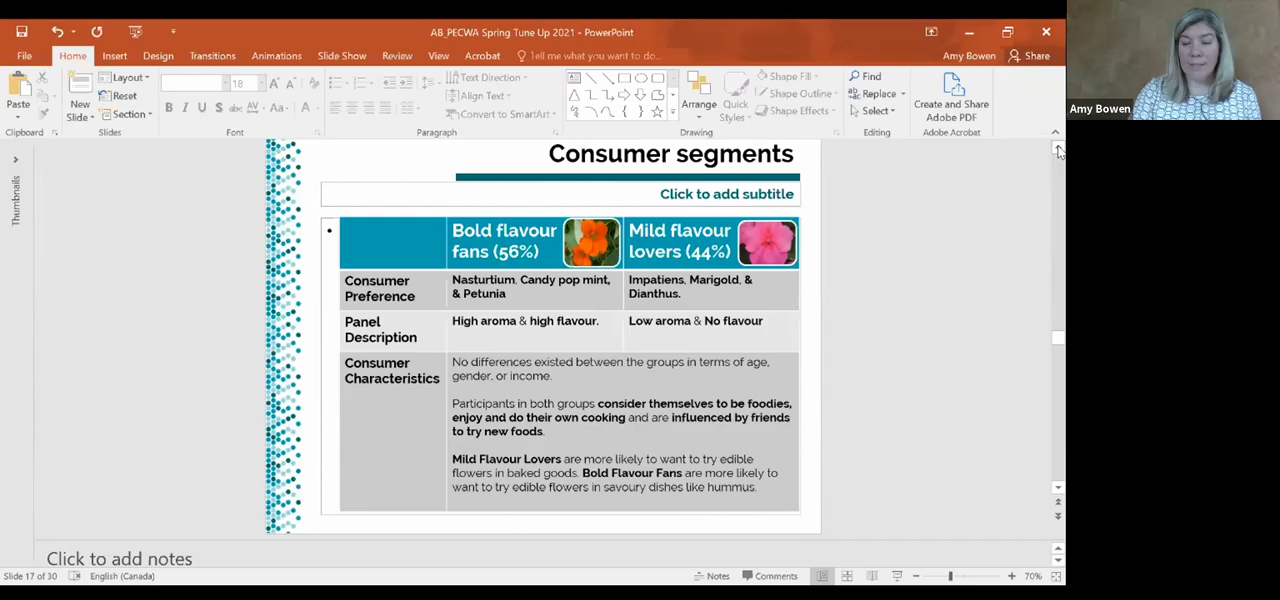 AB_PECWA Spring Tune Up 2021 - PowerPoint
File Home Insert Design Transitions Animations Slide Show Review View Acrobat Tell me what you want to do... Amy Bowen Share
Paste
New Slide
Layout
Reset
Section
18
B I U S abc AV Aa A
Text Direction
Align Text
Convert to SmartArt
Arrange
Quick Styles
Shape Fill
Shape Outline
Shape Effects
Find
Replace
Select
Create and Share
Adobe PDF
Clipboard Slides Font Paragraph Drawing Editing Adobe Acrobat
Amy Bowen
Thumbnails
Consumer segments
Click to add subtitle
Bold flavour
fans (56%)
Mild flavour
lovers (44%)
Consumer
Preference
Nasturtium, Candy pop mint,
& Petunia
Impatiens, Marigold, &
Dianthus.
Panel
Description
High aroma & high flavour.
Low aroma & No flavour
Consumer
Characteristics
No differences existed between the groups in terms of age,
gender, or income.
Participants in both groups consider themselves to be foodies,
enjoy and do their own cooking and are influenced by friends
to try new foods.
Mild Flavour Lovers are more likely to want to try edible
flowers in baked goods. Bold Flavour Fans are more likely to
want to try edible flowers in savoury dishes like hummus.
Click to add notes
Slide 17 of 30 English (Canada) Notes Comments 70%